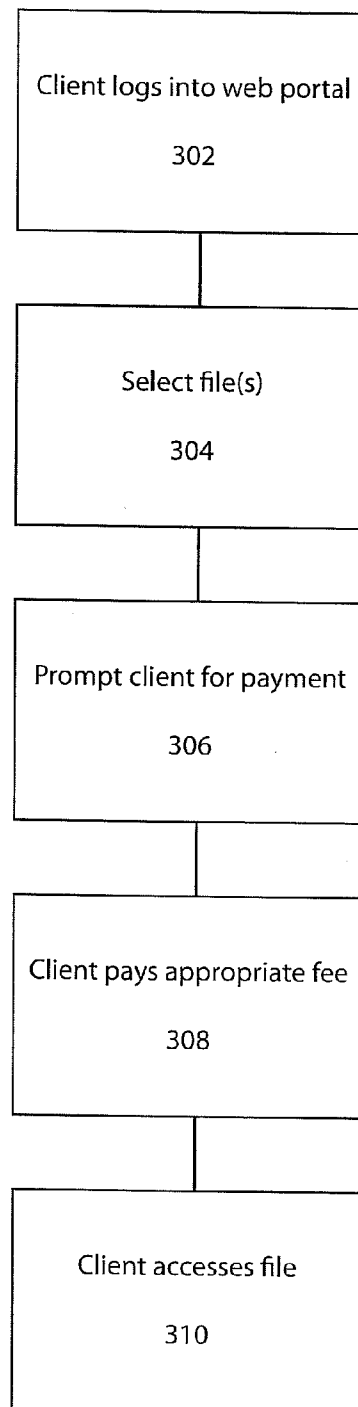 Client logs into web portal
302
Select file(s)
304
Prompt client for payment
306
Client pays appropriate fee
308
Client accesses file
310